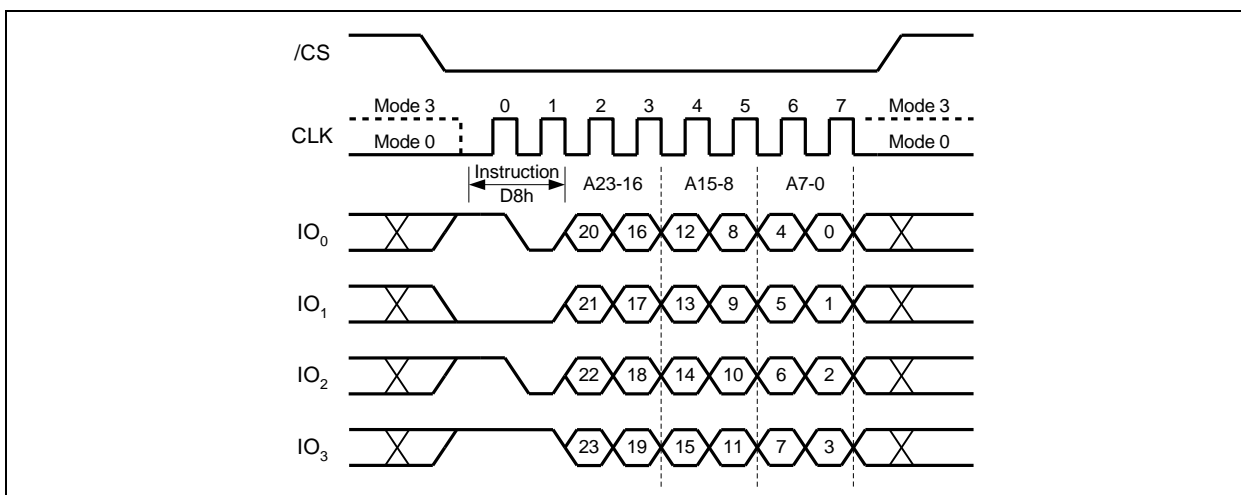 /CS
Mode 3 0 1 2 3 4 5 6 7 Mode 3
CLK
Mode 0 Mode 0
Instruction
D8h A23-16 A15-8 A7-0
IO0 20 16 12 8 4 0
IO1 21 17 13 9 5 1
IO2 22 18 14 10 6 2
IO3 23 19 15 11 7 3